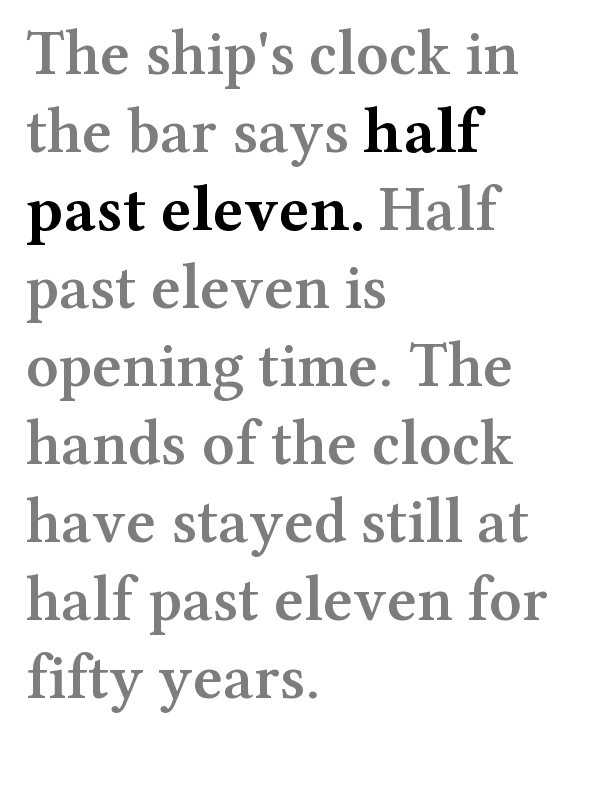 The ship's clock in
the bar says half
past eleven. Half
past eleven is
opening time. The
hands of the clock
have stayed still at
half past eleven for
fifty years.